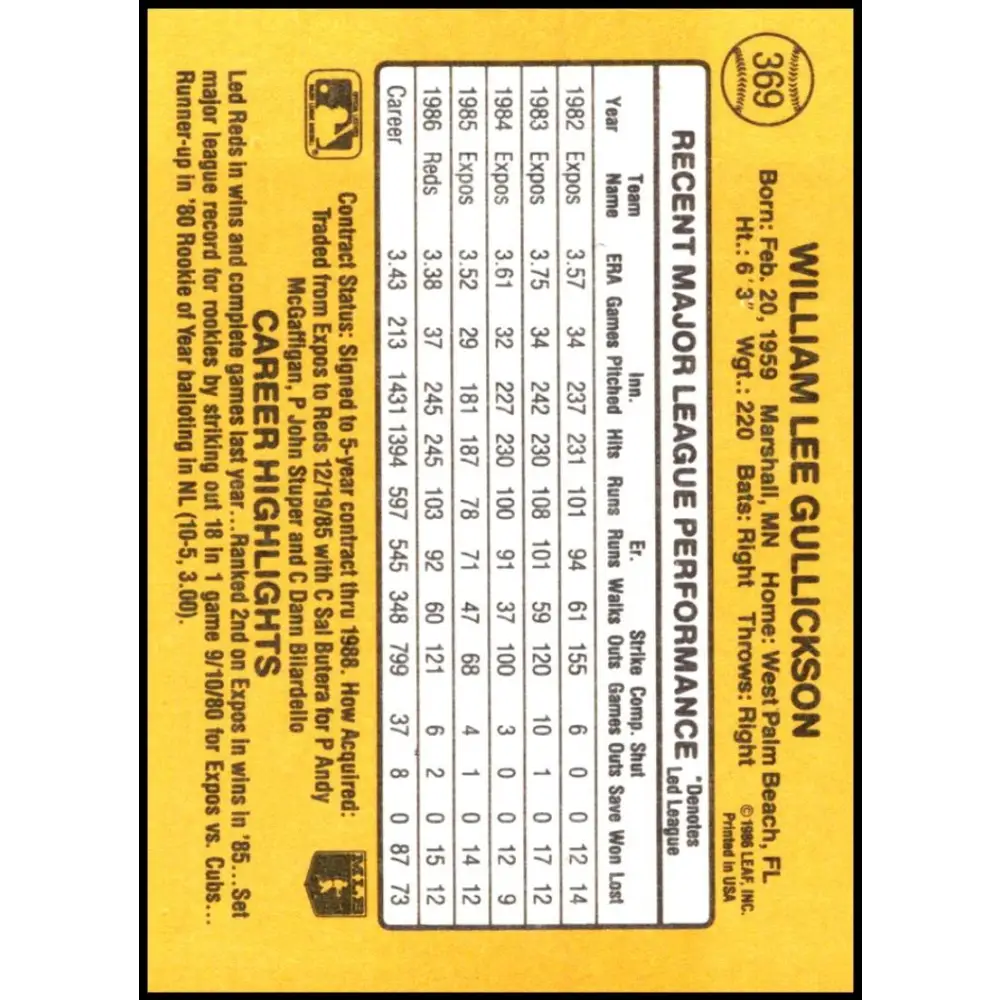 369
WILLIAM LEE GULLICKSON
Born: Feb. 20, 1959 Marshall, MN Home: West Palm Beach, FL
Ht.: 6'3" Wgt.: 220 Bats: Right Throws: Right
© 1986 LEAF, INC.
Printed in USA
RECENT MAJOR LEAGUE PERFORMANCE *Denotes
Led League
Team Inn. Er. Strike Comp. Shut
Year Name ERA Games Pitched Hits Runs Runs Walks Outs Games Outs Save Won Lost
1982 Expos 3.57 34 237 231 101 94 61 155 6 0 0 12 14
1983 Expos 3.75 34 242 230 108 101 59 120 10 1 0 17 12
1984 Expos 3.61 32 227 230 100 91 37 100 3 0 0 12 9
1985 Expos 3.52 29 181 187 78 71 47 68 4 1 0 14 12
1986 Reds 3.38 37 245 245 103 92 60 121 6 2 0 15 12
Career 3.43 213 1431 1394 597 545 348 799 37 8 0 87 73
Contract Status: Signed to 5-year contract thru 1988. How Acquired:
Traded from Expos to Reds 12/19/85 with C Sal Butera for P Andy
McGaffigan, P John Stuper and C Dann Bilardello
MLB
CAREER HIGHLIGHTS
Led Reds in wins and complete games last year...Ranked 2nd on Expos in wins in '85...Set
major league record for rookies by striking out 18 in 1 game 9/10/80 for Expos vs. Cubs...
Runner-up in '80 Rookie of Year balloting in NL (10-5, 3.00).